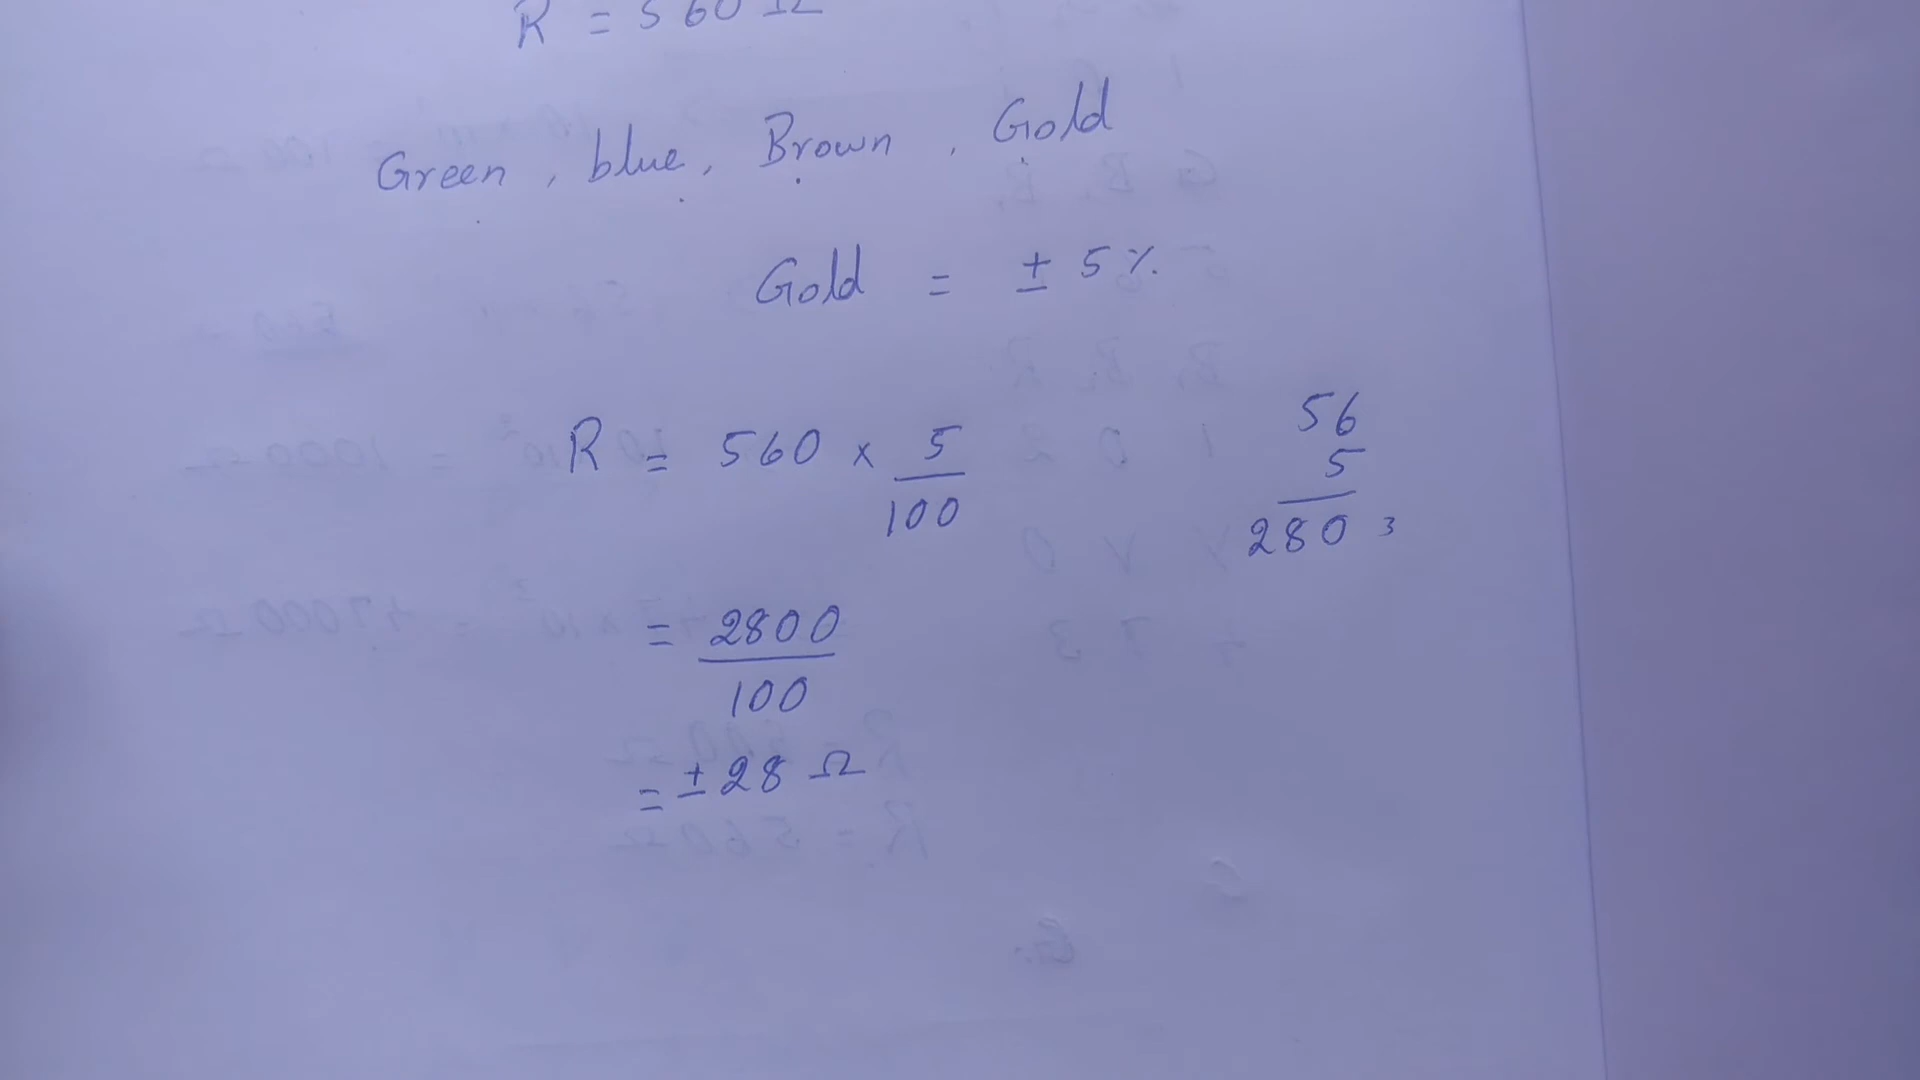 R = 560 Ω
Green, blue, Brown, Gold
Gold = ± 5%
R = 560 × 5/100
56
5
280 3
= 2800/100
= ± 28 Ω